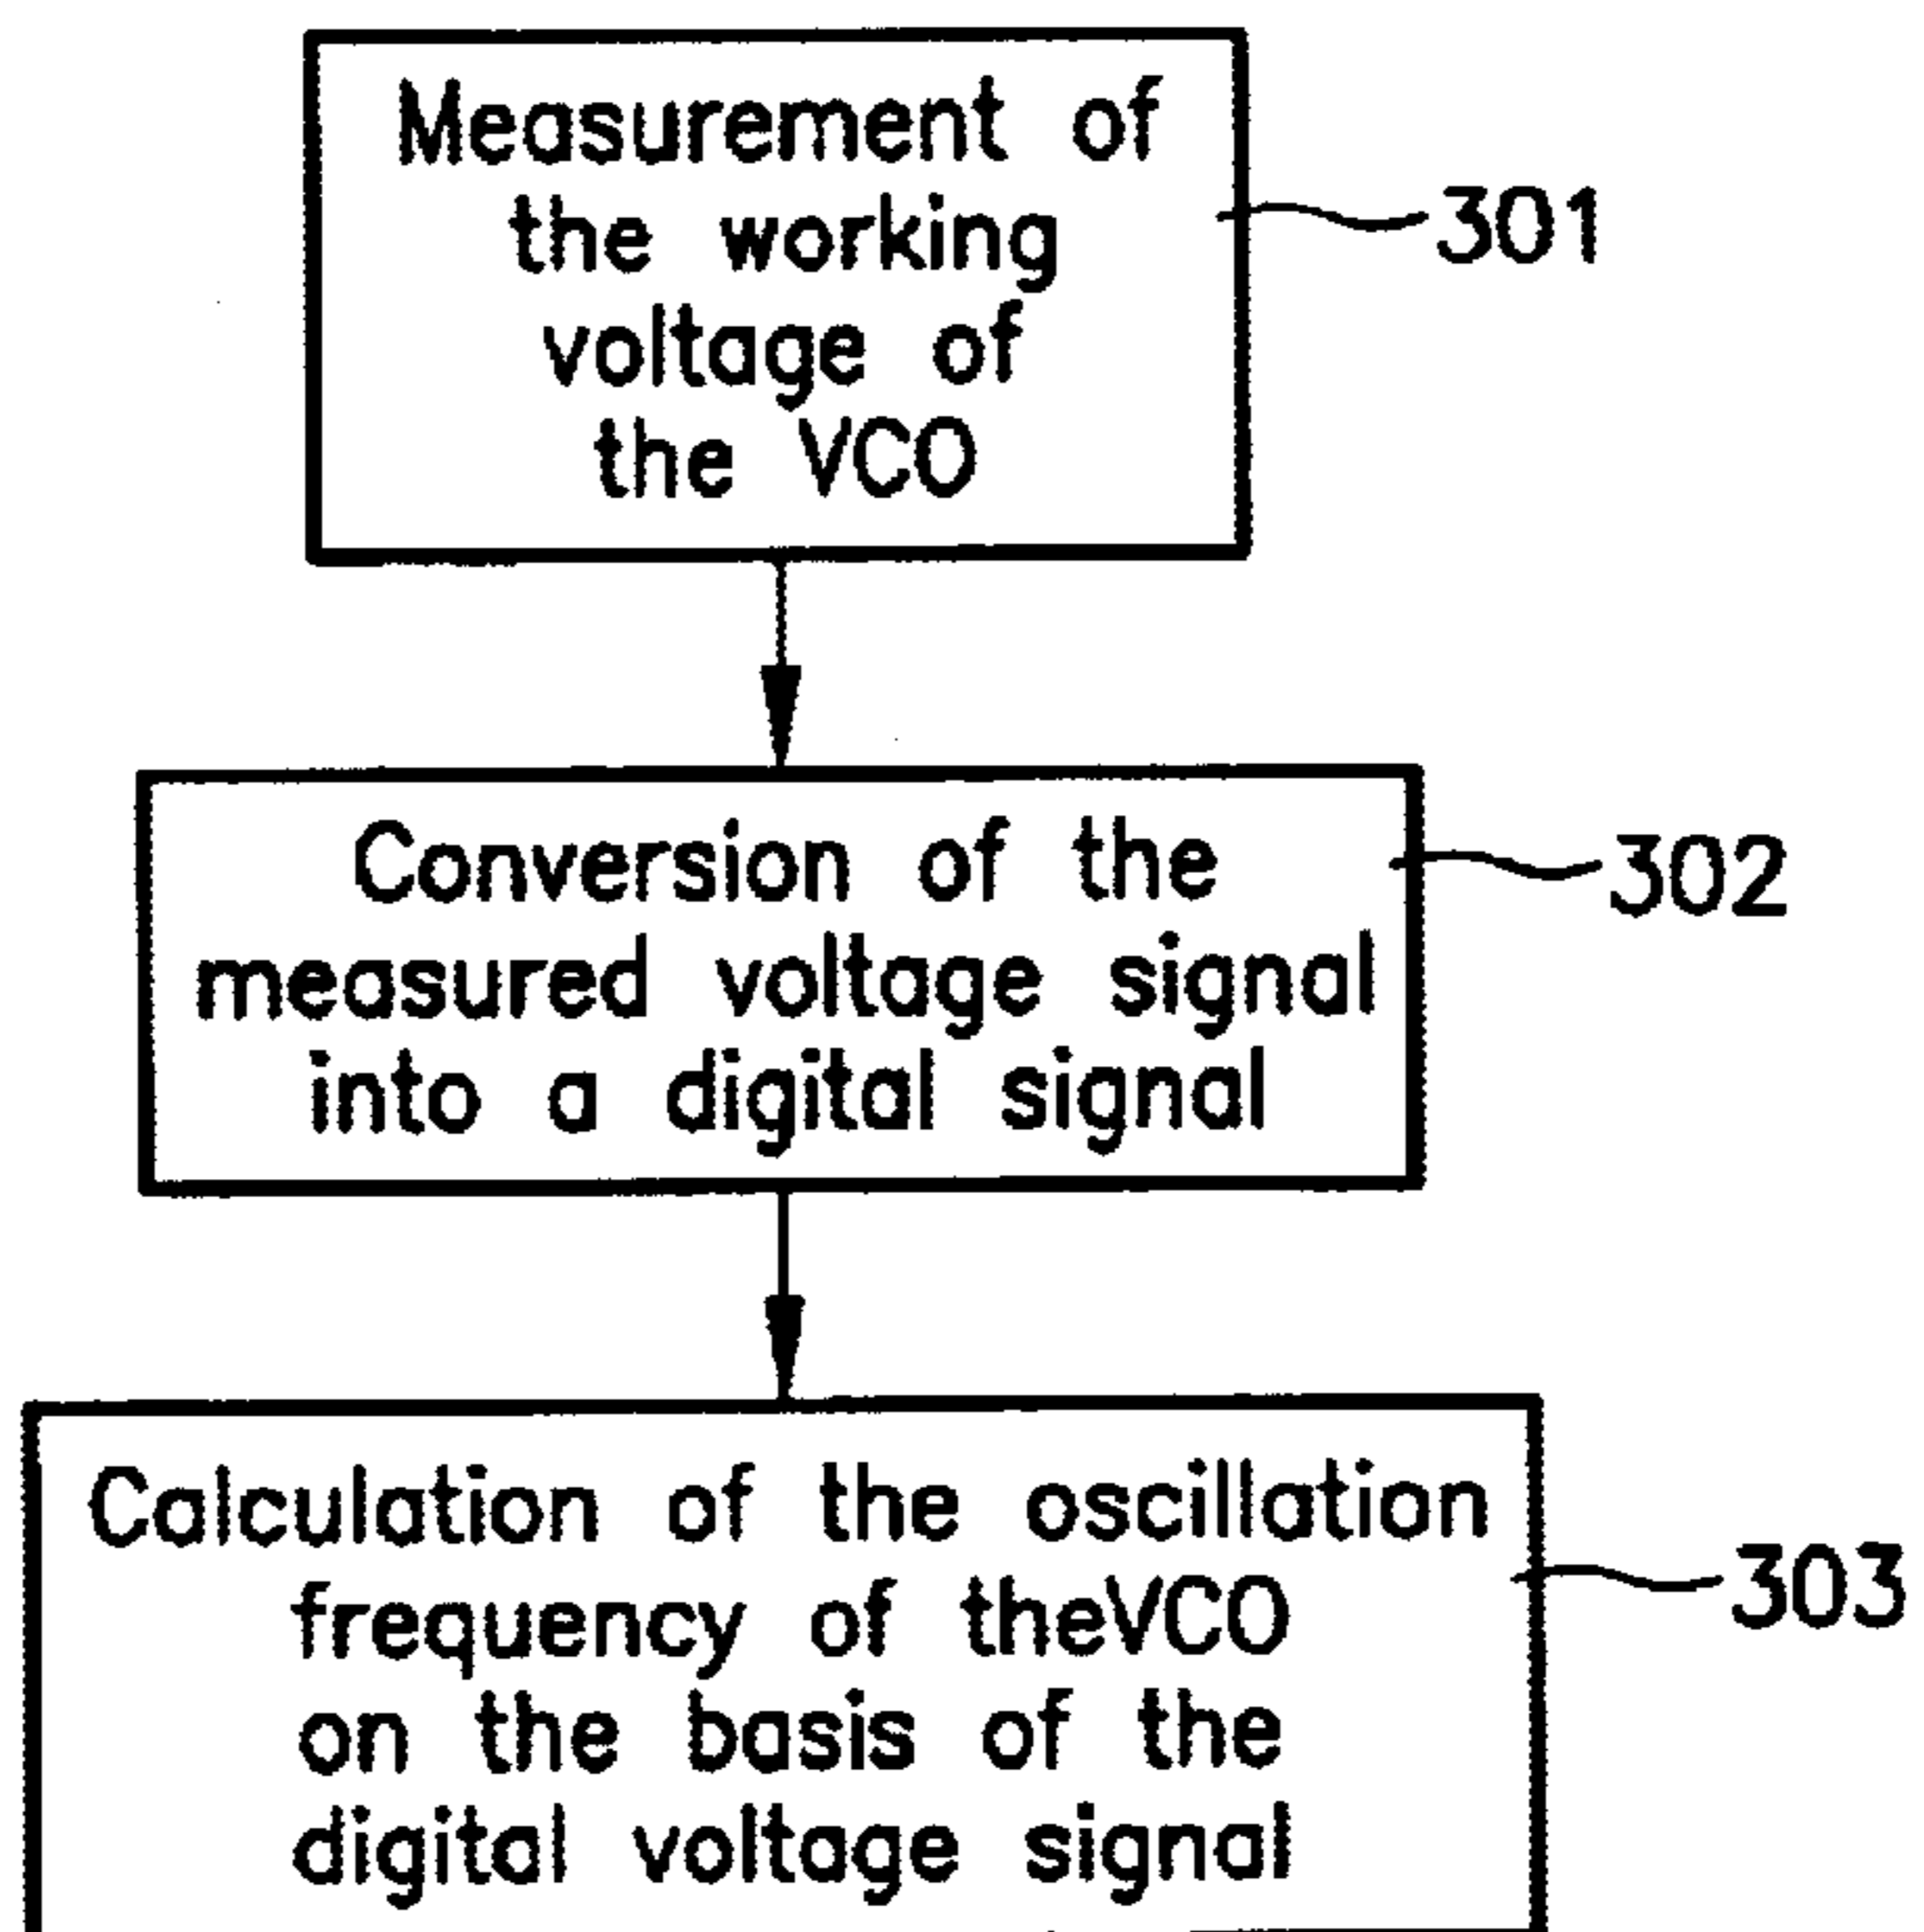 Measurement of
the working
voltage of
the VCO
301
Conversion of the
measured voltage signal
into a digital signal
302
Calculation of the oscillation
frequency of theVCO
on the basis of the
digital voltage signal
303